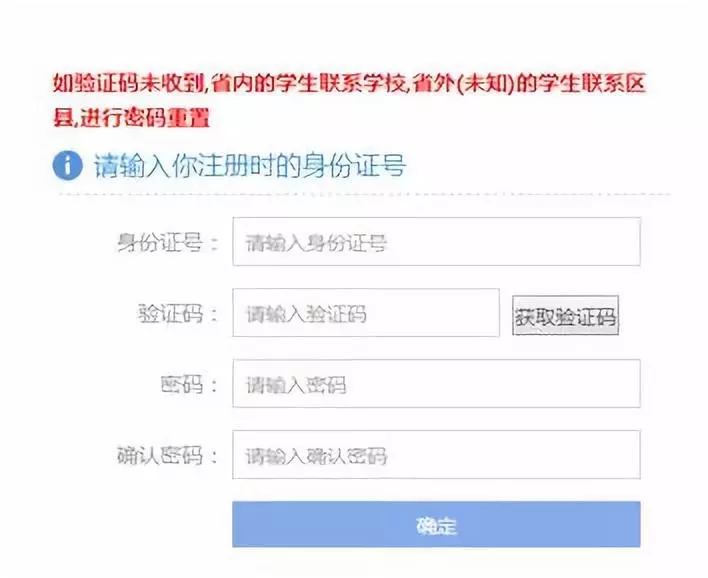 如验证码未收到,省内的学生联系学校,省外(未知)的学生联系区
县,进行密码重置
请输入你注册时的身份证号
身份证号： 请输入身份证号
验证码： 请输入验证码 获取验证码
密码： 请输入密码
确认密码： 请输入确认密码
确定